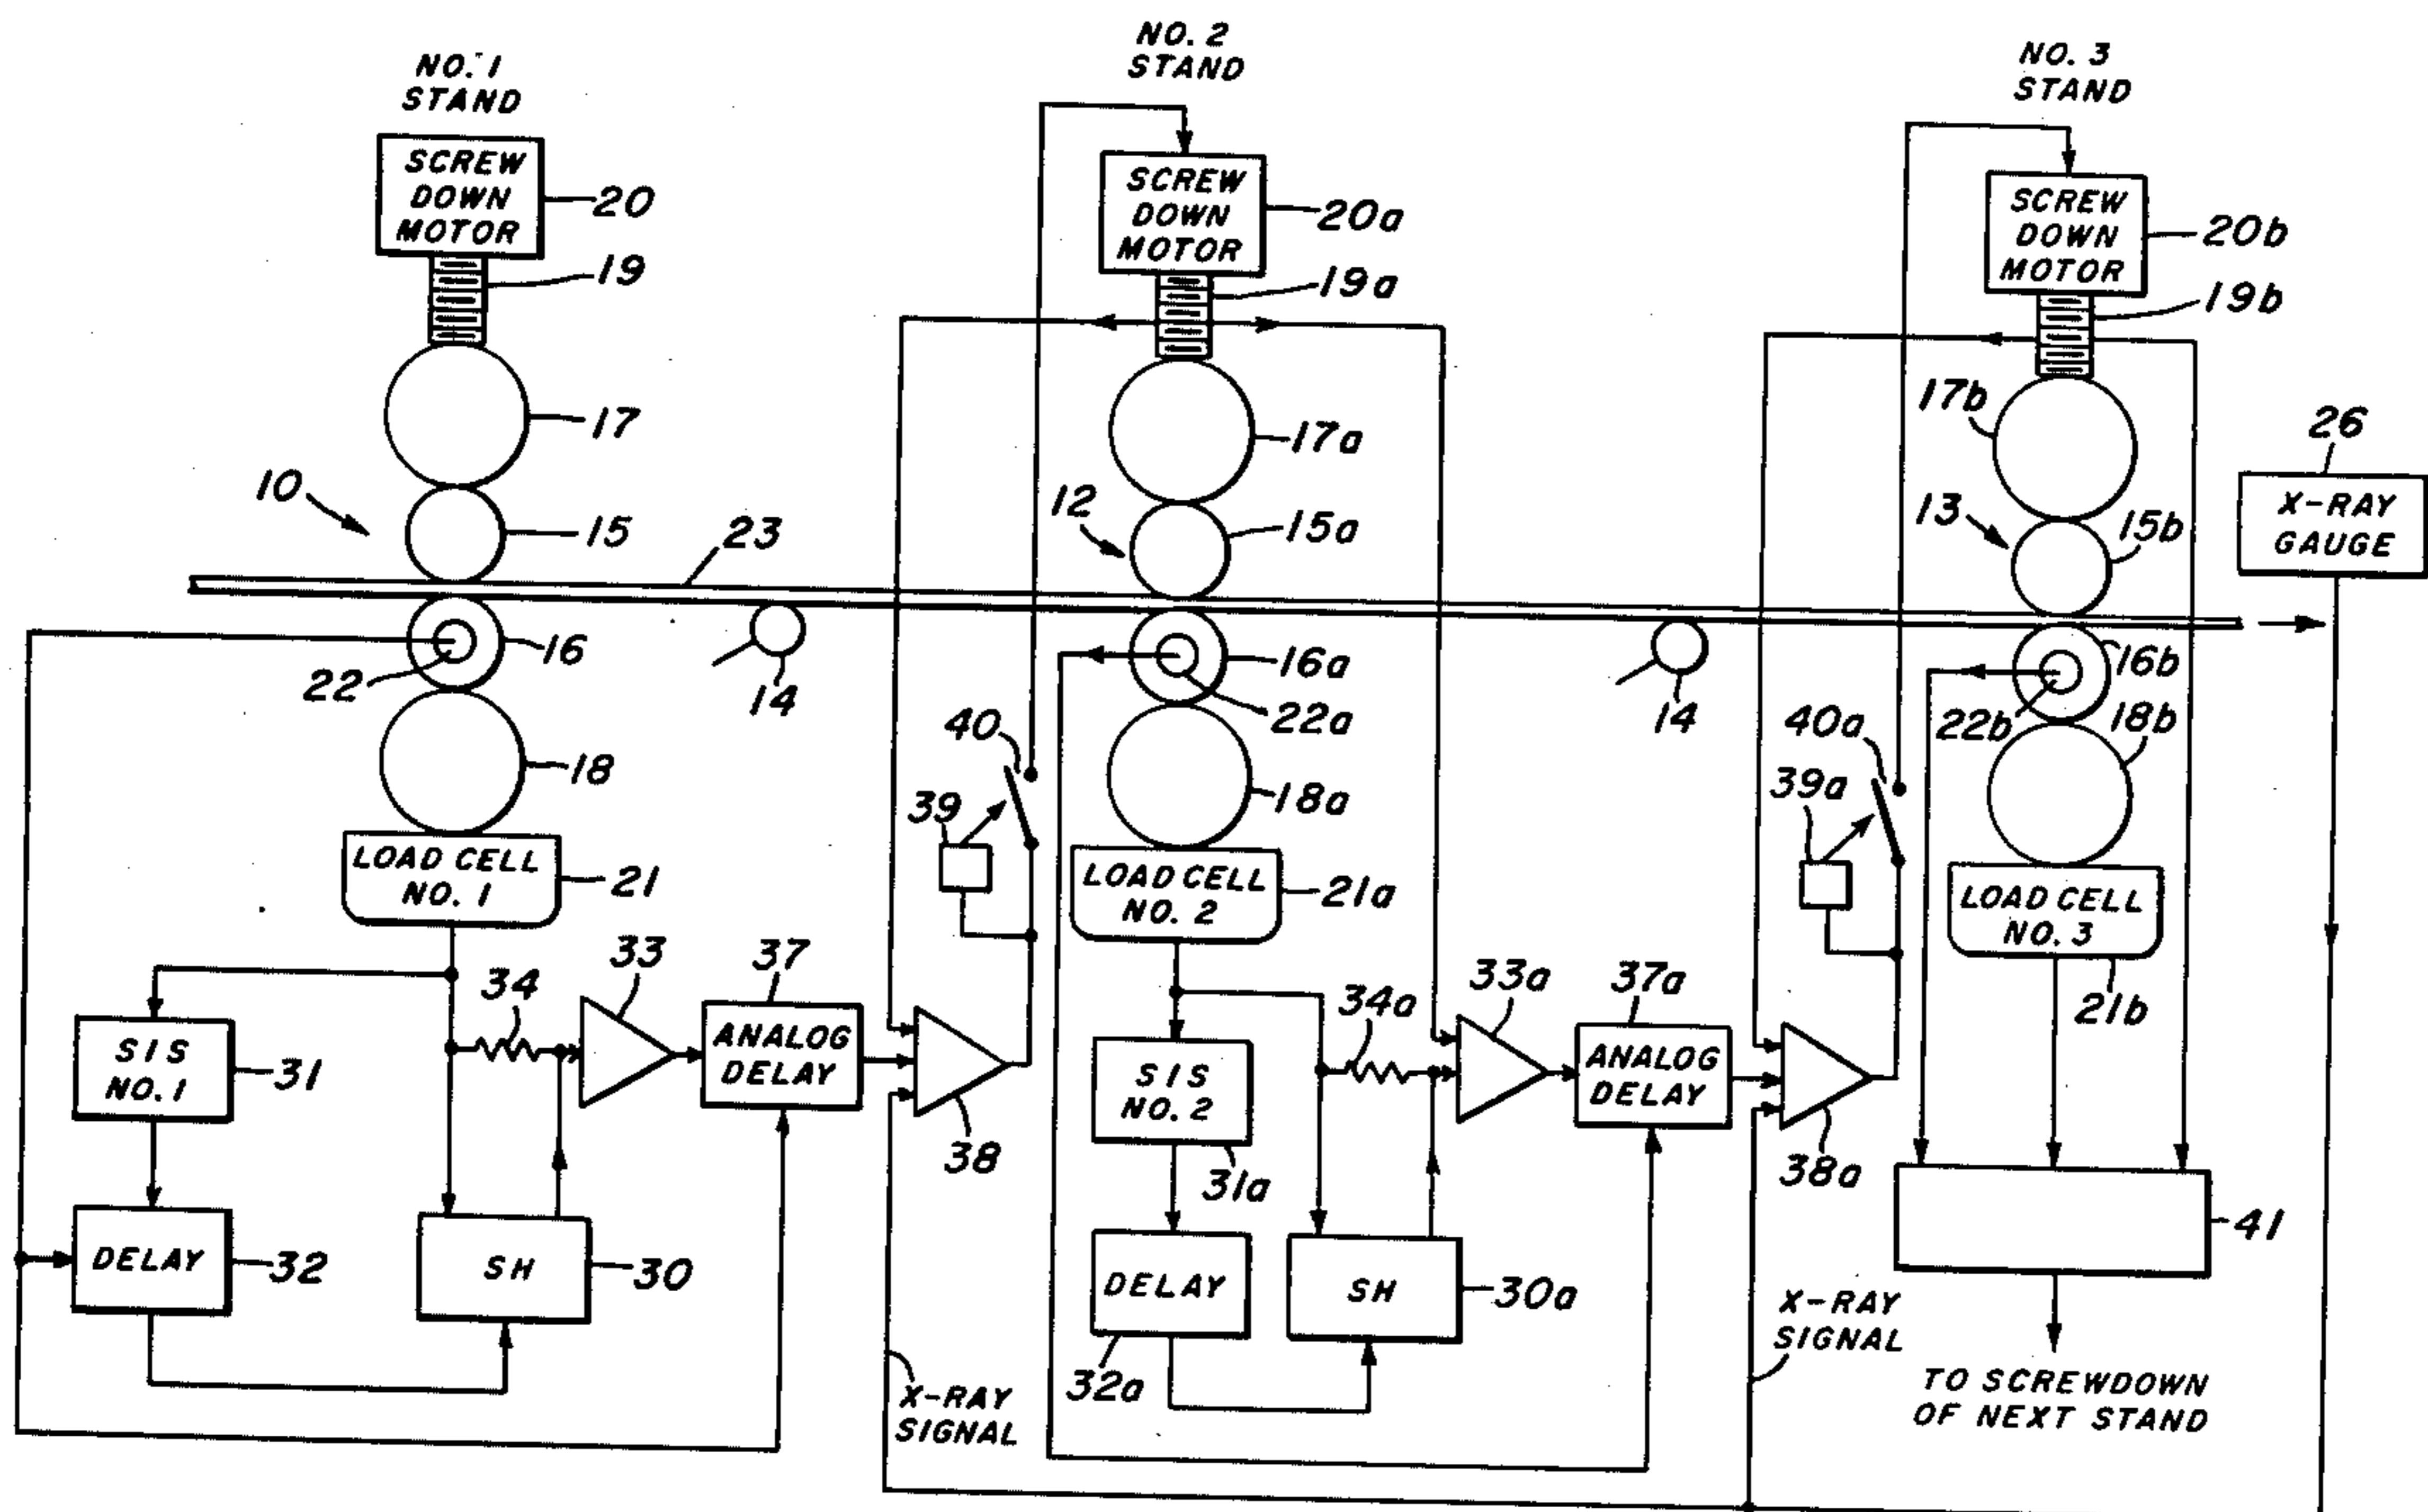 NO. 1
STAND
NO. 2
STAND
NO. 3
STAND
SCREW
DOWN
MOTOR
20
19
17
10
15
23
16
22
14
18
LOAD CELL
NO. 1
21
33
37
34
SIS
NO. 1
31
ANALOG
DELAY
DELAY
32
SH
30
SCREW
DOWN
MOTOR
20a
19a
17a
12
15a
16a
22a
14
40
39
18a
LOAD CELL
NO. 2
21a
38
33a
37a
34a
SIS
NO. 2
31a
ANALOG
DELAY
DELAY
32a
SH
30a
X-RAY
SIGNAL
SCREW
DOWN
MOTOR
20b
19b
17b
26
X-RAY
GAUGE
13
15b
16b
22b
18b
40a
39a
LOAD CELL
NO. 3
21b
38a
41
X-RAY
SIGNAL
TO SCREWDOWN
OF NEXT STAND